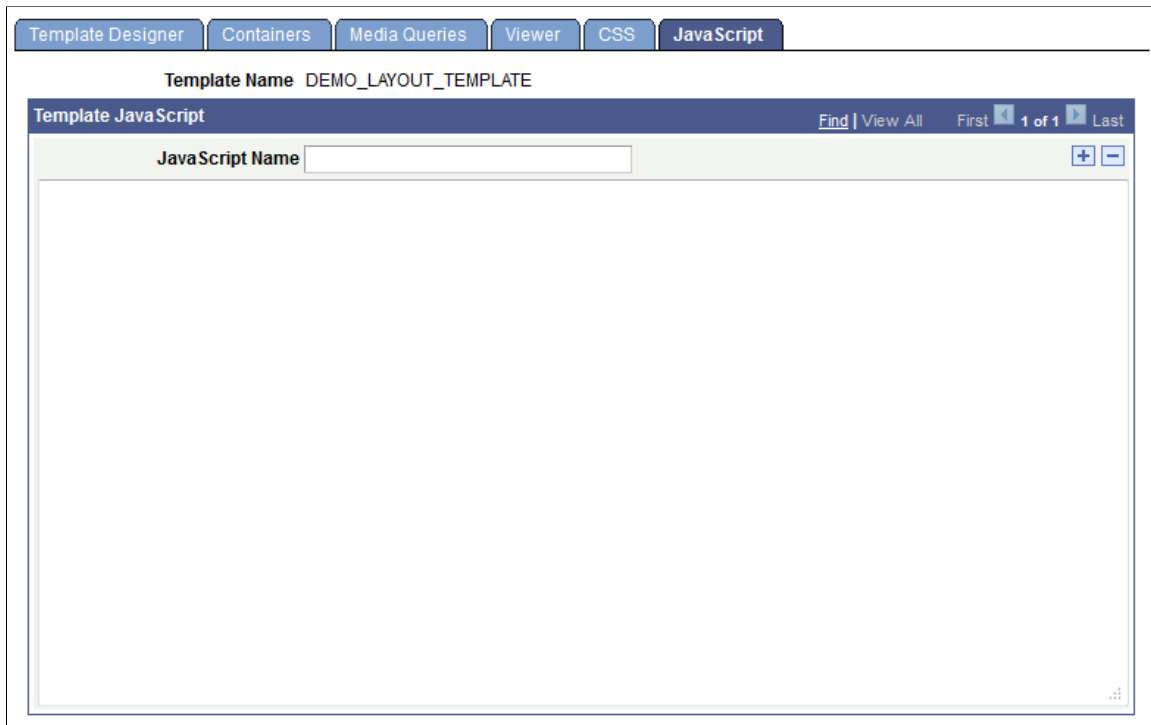 Template Designer Containers Media Queries Viewer CSS JavaScript
Template Name DEMO_LAYOUT_TEMPLATE
Template JavaScript Find | View All First 1 of 1 Last
JavaScript Name